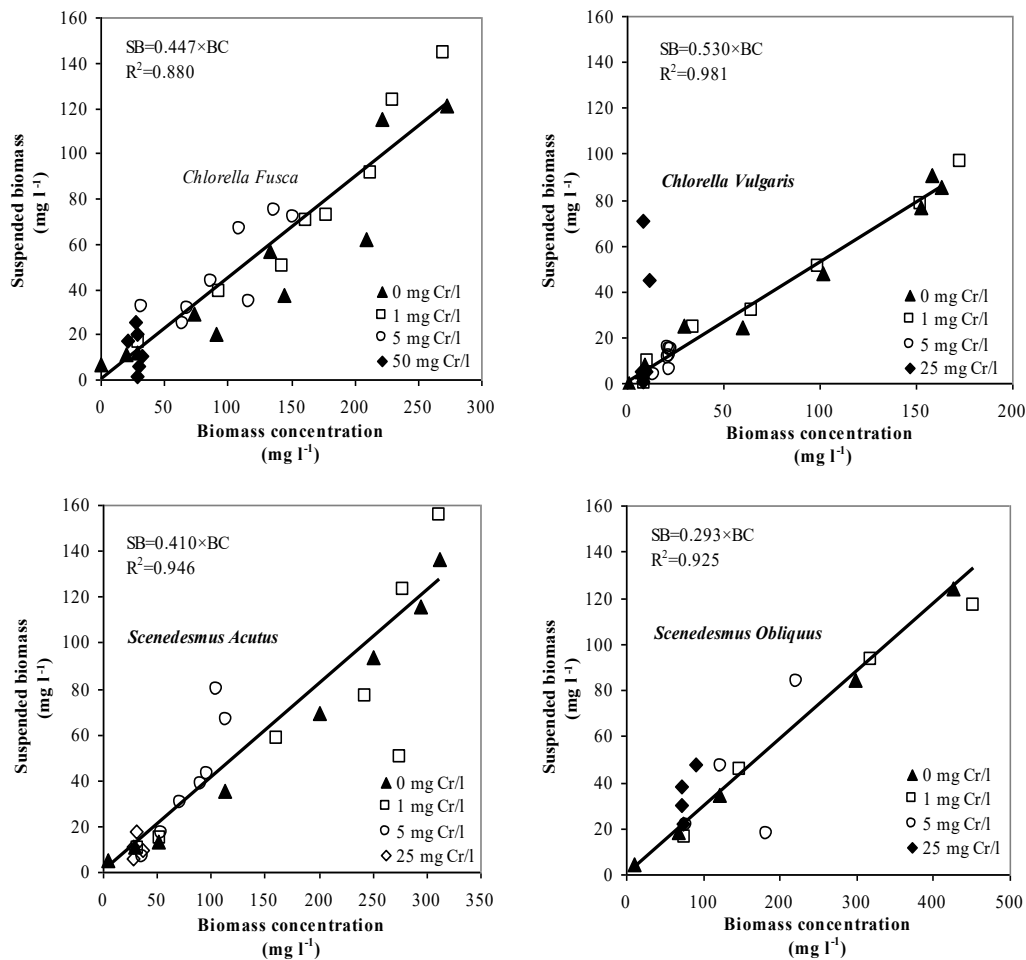 SB=0.447×BC
R²=0.880
Chlorella Fusca
0 mg Cr/l
1 mg Cr/l
5 mg Cr/l
50 mg Cr/l
Suspended biomass
(mg l⁻¹)
160
140
120
100
80
60
40
20
0
0
50
100
150
200
250
300
Biomass concentration
(mg l⁻¹)
SB=0.530×BC
R²=0.981
Chlorella Vulgaris
0 mg Cr/l
1 mg Cr/l
5 mg Cr/l
25 mg Cr/l
Suspended biomass
(mg l⁻¹)
160
140
120
100
80
60
40
20
0
0
50
100
150
200
Biomass concentration
(mg l⁻¹)
SB=0.410×BC
R²=0.946
Scenedesmus Acutus
0 mg Cr/l
1 mg Cr/l
5 mg Cr/l
25 mg Cr/l
Suspended biomass
(mg l⁻¹)
160
140
120
100
80
60
40
20
0
0
50
100
150
200
250
300
350
Biomass concentration
(mg l⁻¹)
SB=0.293×BC
R²=0.925
Scenedesmus Obliquus
0 mg Cr/l
1 mg Cr/l
5 mg Cr/l
25 mg Cr/l
Suspended biomass
(mg l⁻¹)
160
140
120
100
80
60
40
20
0
0
100
200
300
400
500
Biomass concentration
(mg l⁻¹)